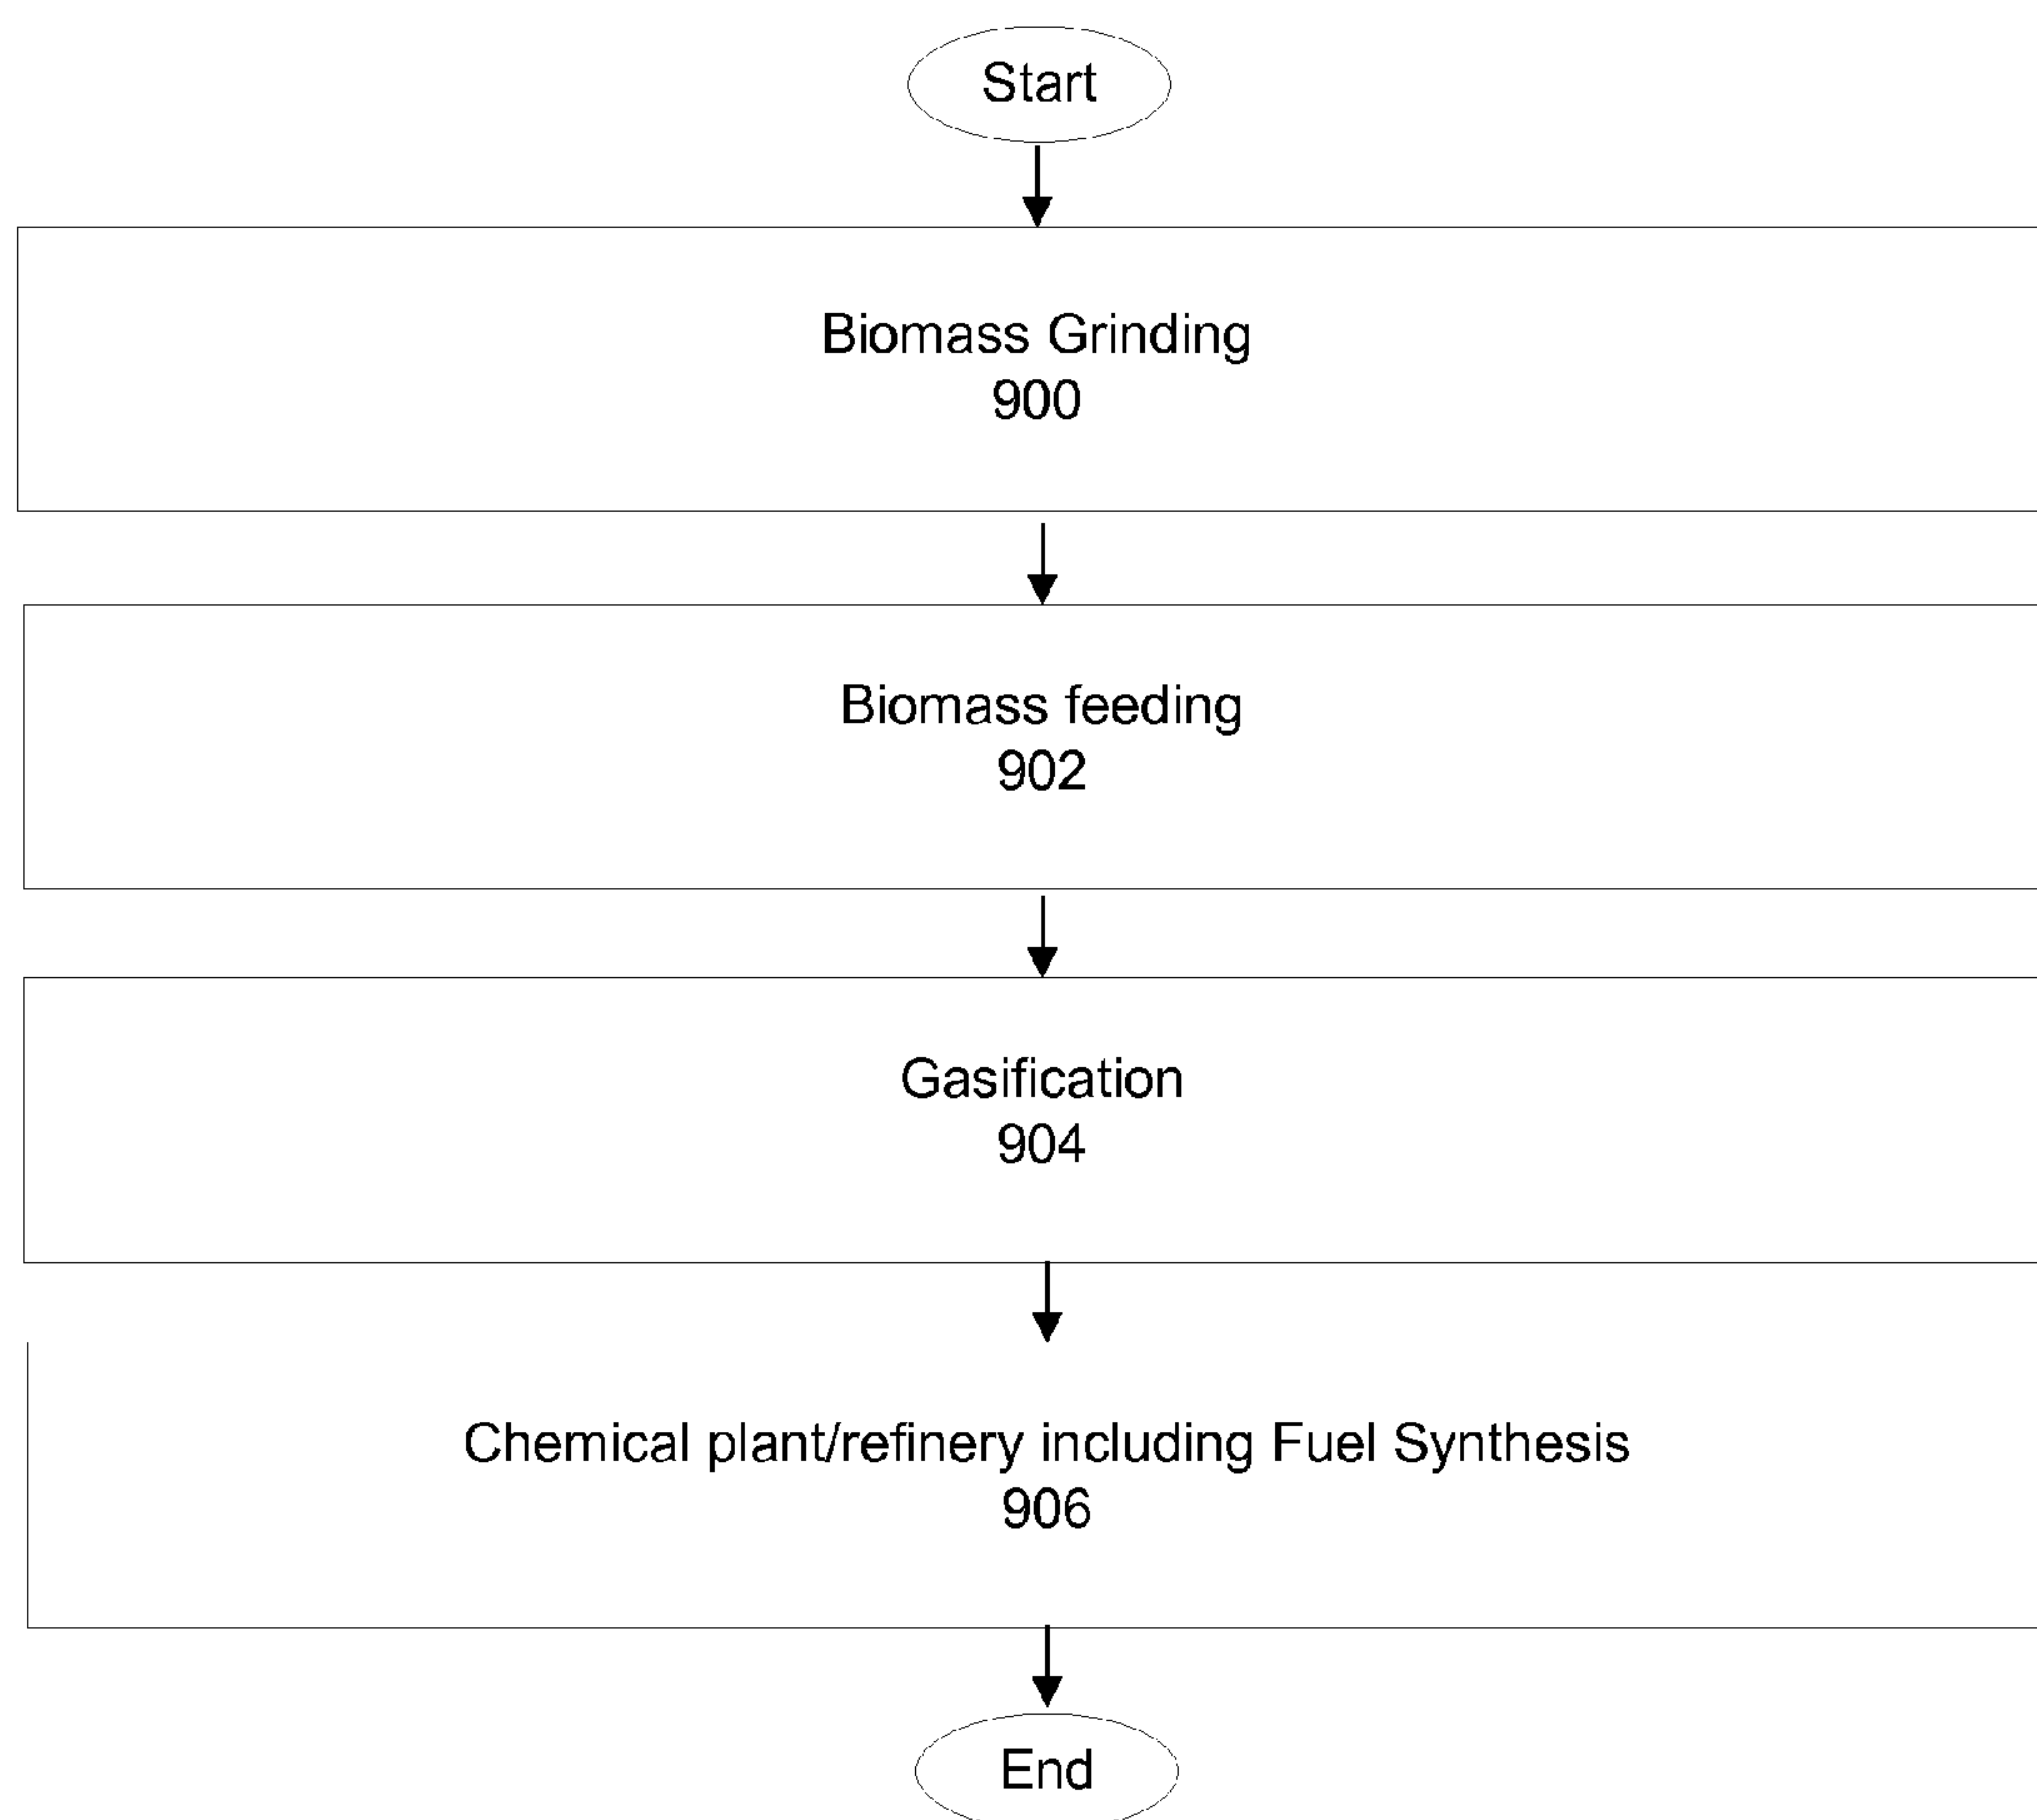 Start
Biomass Grinding
900
Biomass feeding
902
Gasification
904
Chemical plant/refinery including Fuel Synthesis
906
End